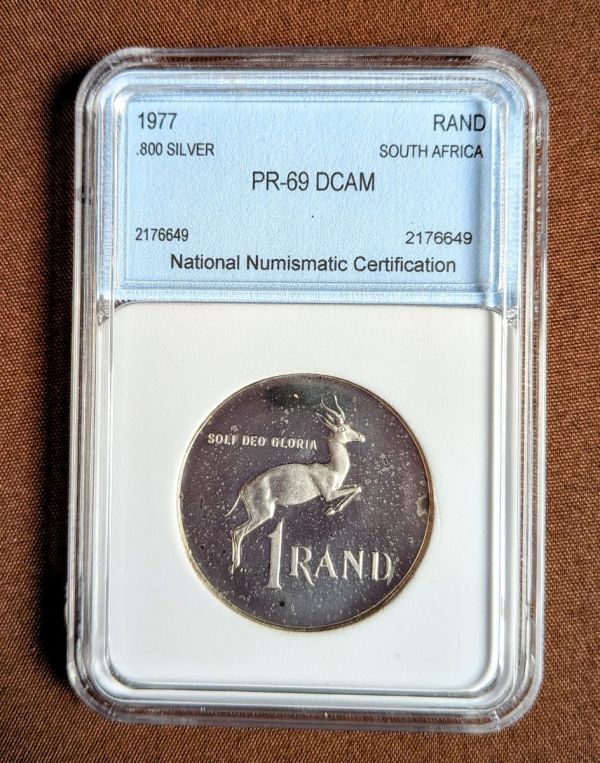 1977 RAND
.800 SILVER SOUTH AFRICA
PR-69 DCAM
2176649 2176649
National Numismatic Certification
SOLI DEO GLORIA
1 RAND